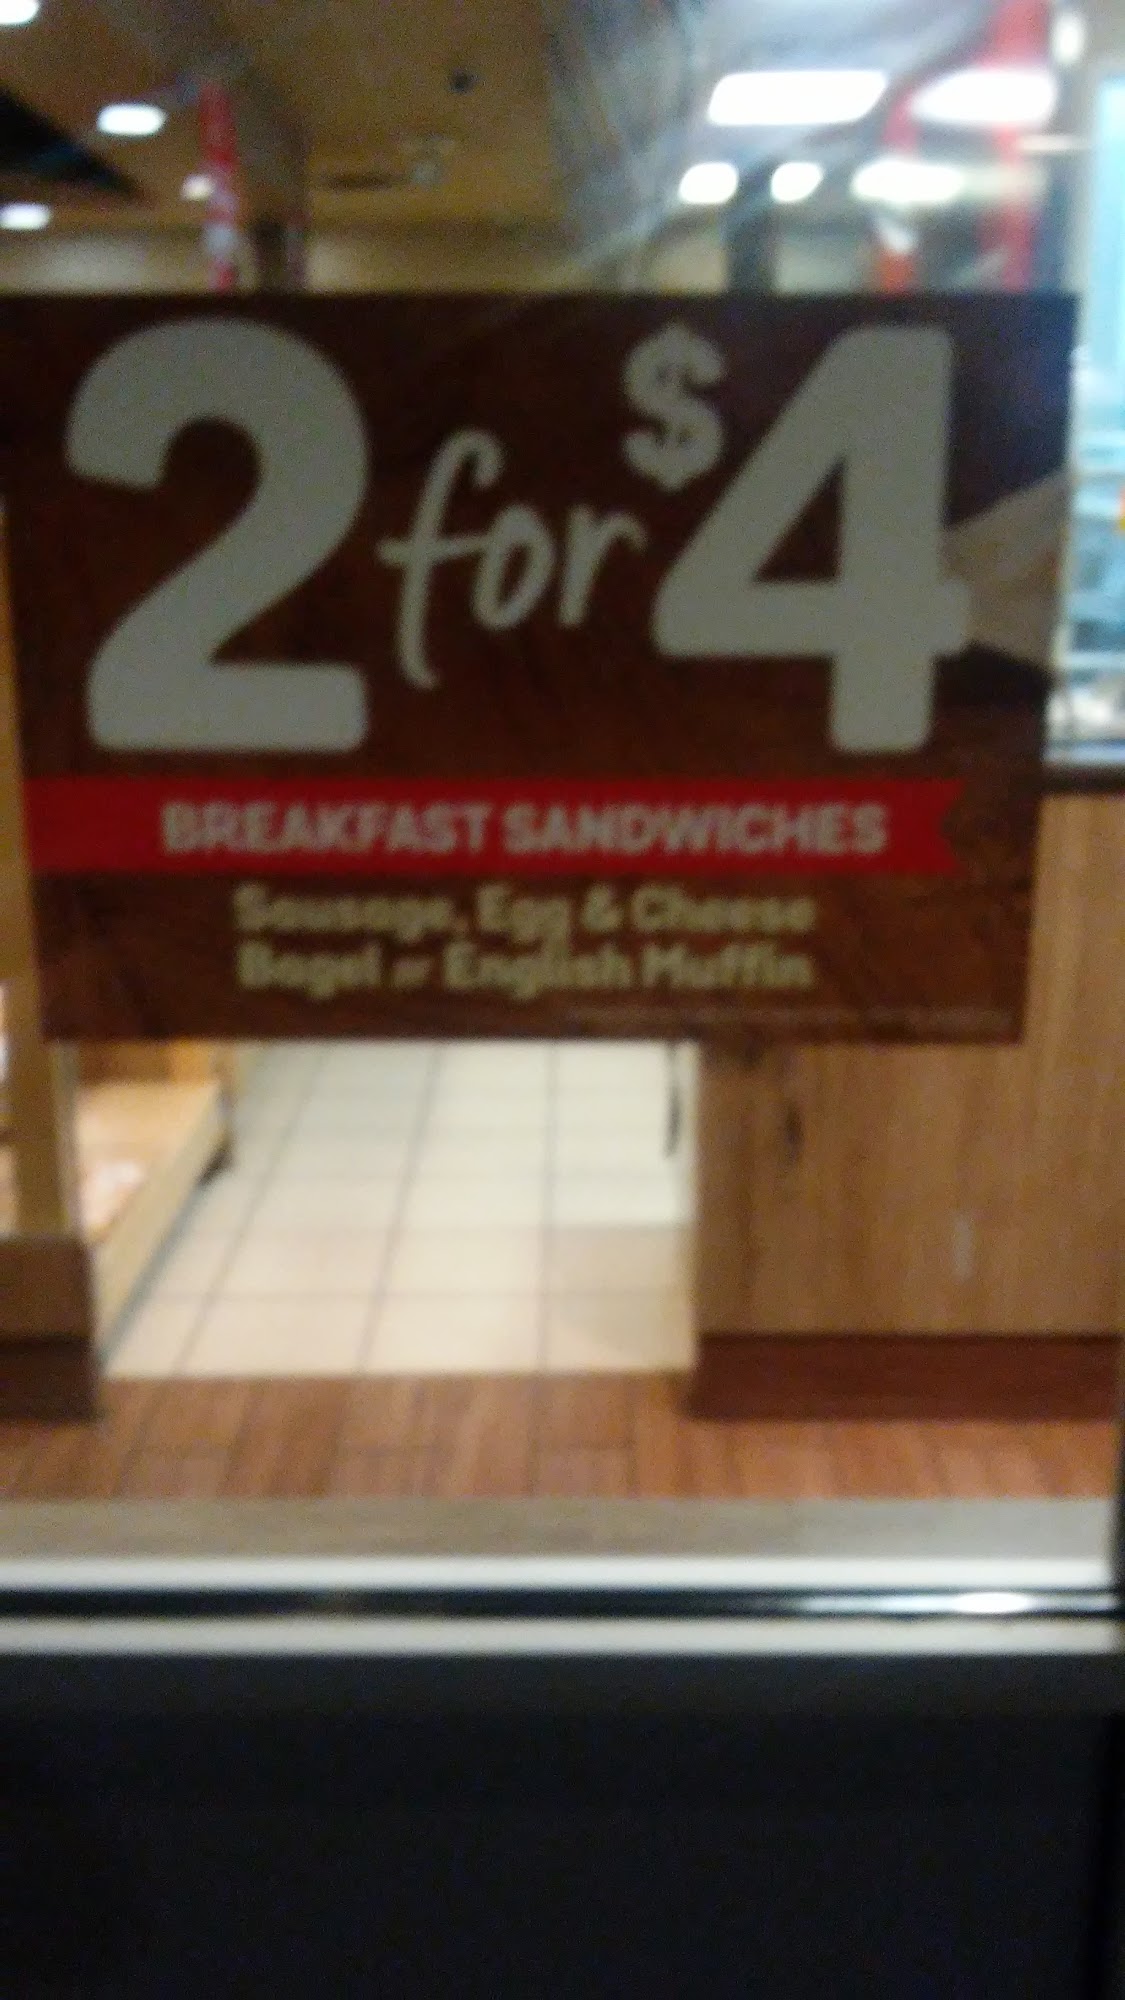 2 for $4
BREAKFAST SANDWICHES
Sausage, Egg & Cheese
Bagel or English Muffin